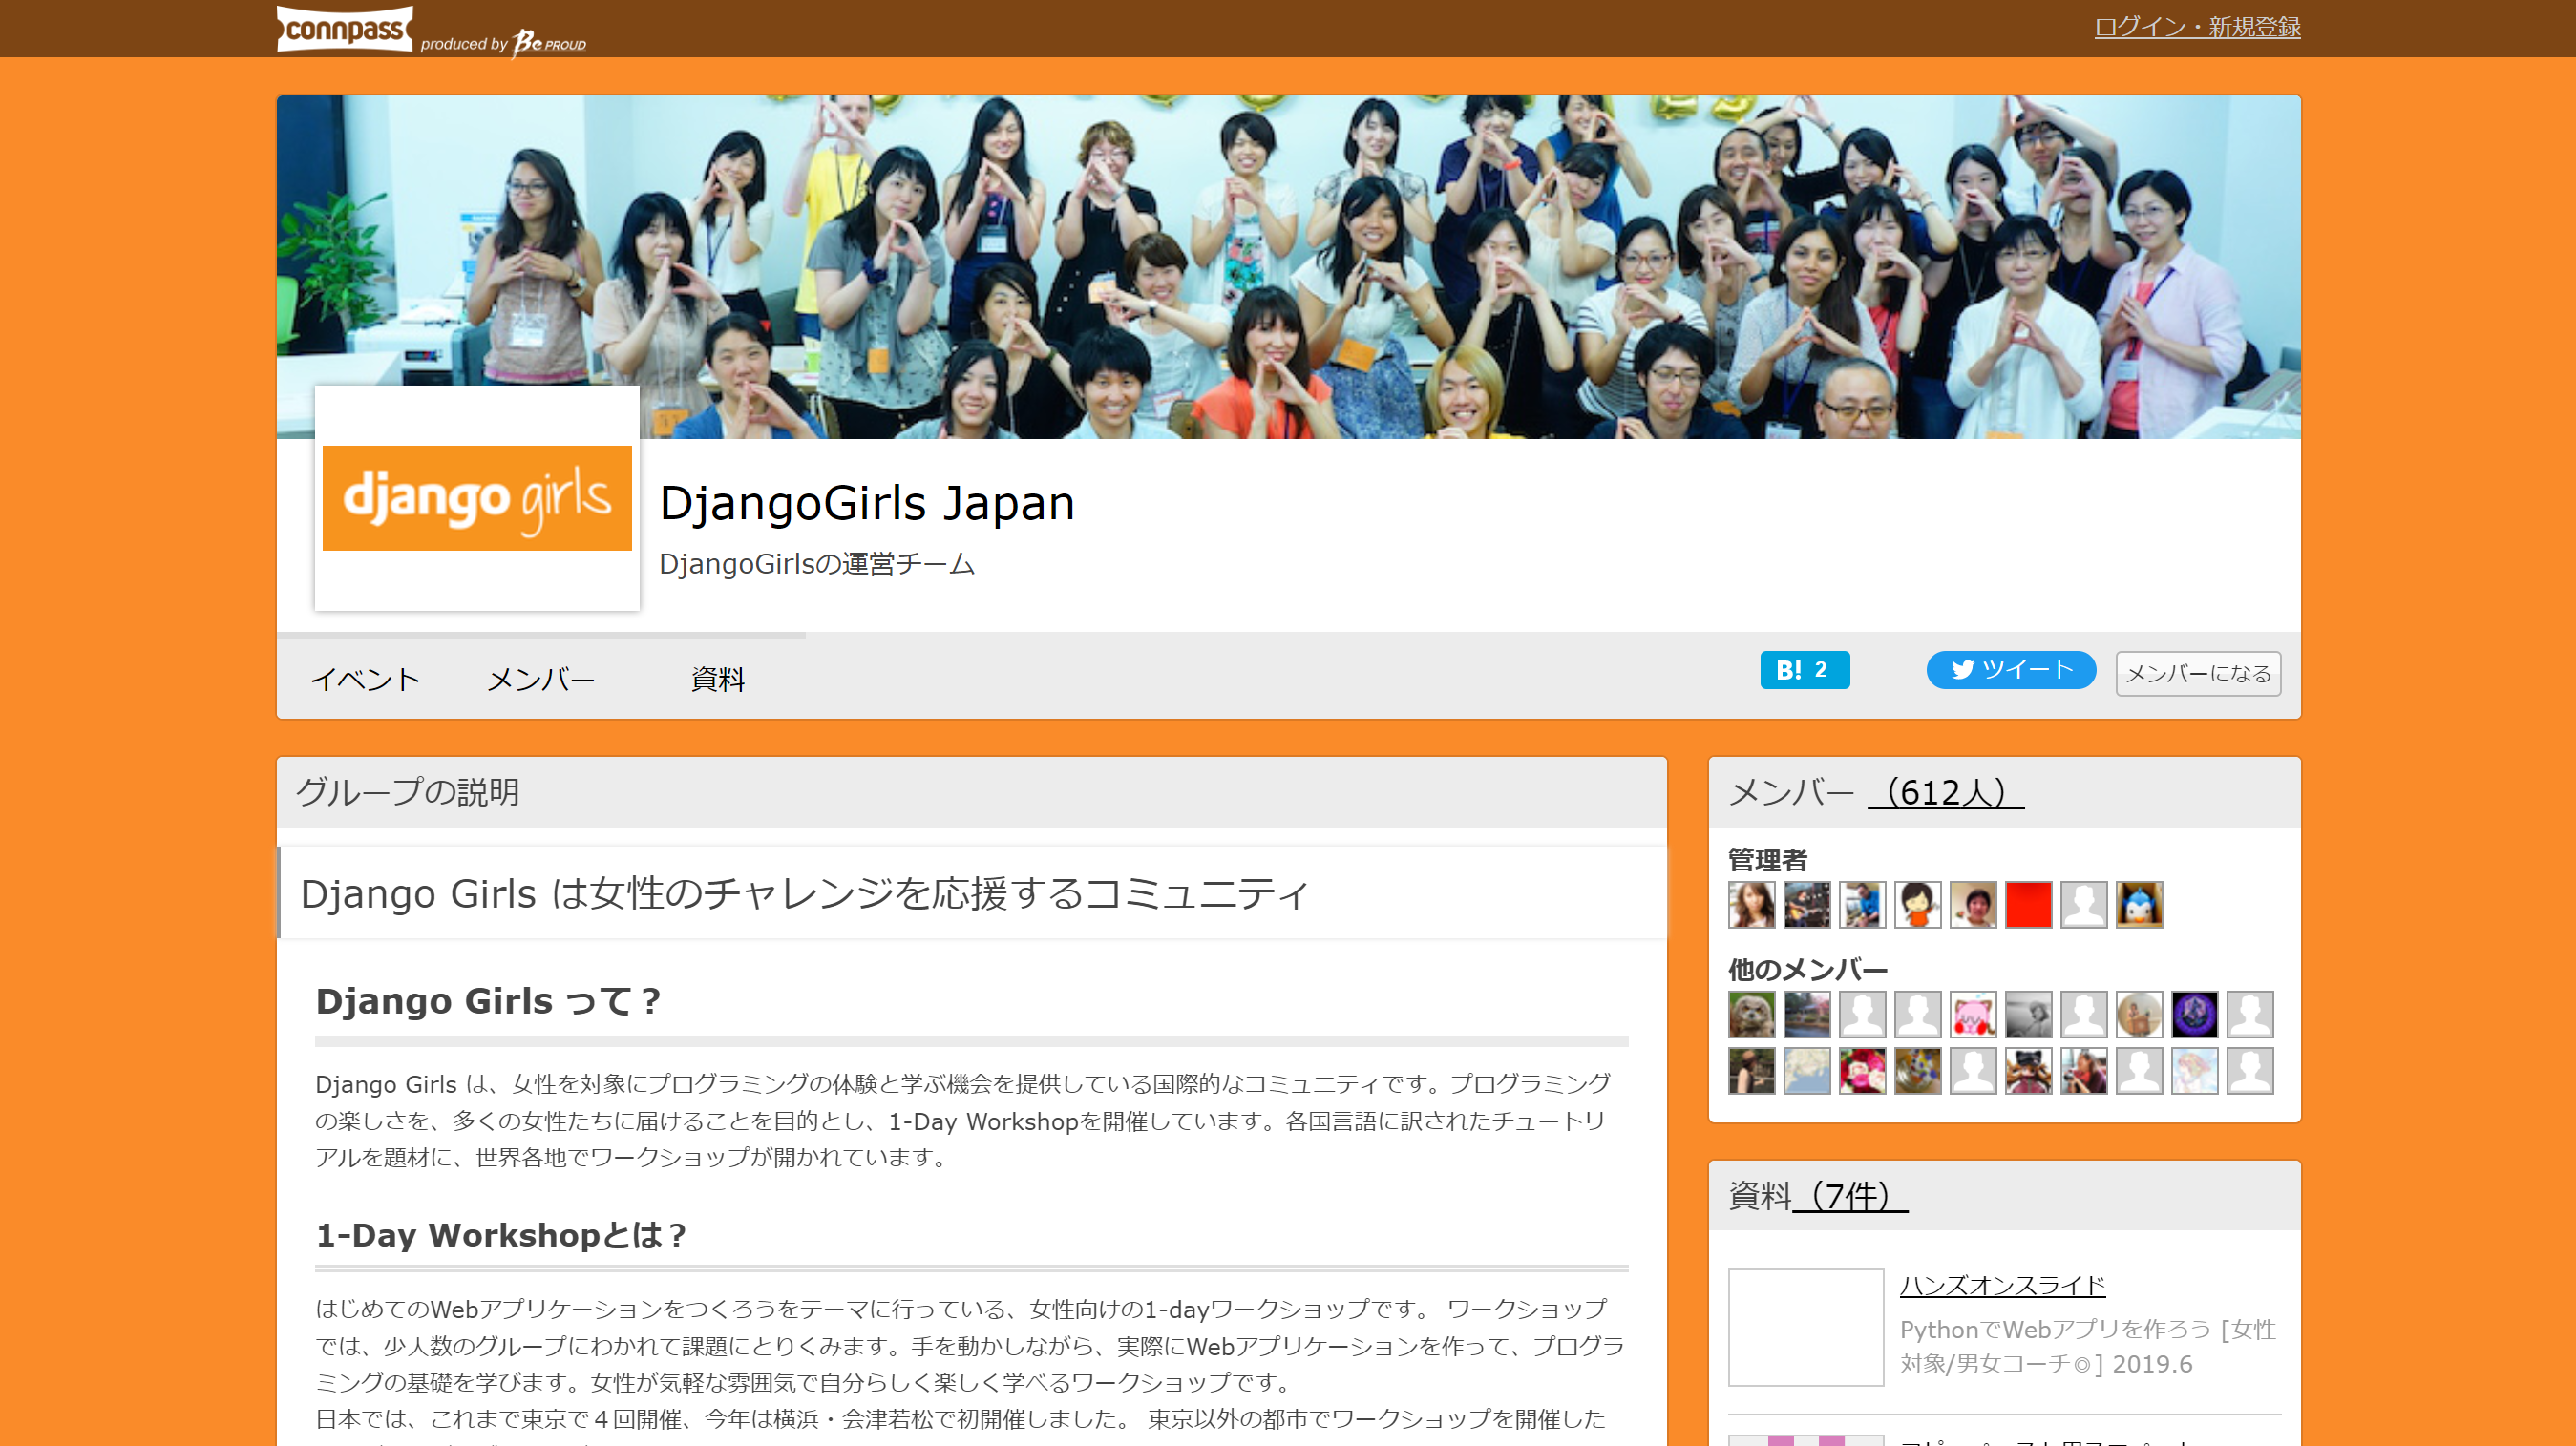 connpass produced by Be PROUD
ログイン・新規登録
django girls
DjangoGirls Japan
DjangoGirlsの運営チーム
イベント
メンバー
資料
B! 2
ツイート
メンバーになる
グループの説明
Django Girls は女性のチャレンジを応援するコミュニティ
Django Girls って？
Django Girls は、女性を対象にプログラミングの体験と学ぶ機会を提供している国際的なコミュニティです。プログラミング
の楽しさを、多くの女性たちに届けることを目的とし、1-Day Workshopを開催しています。各国言語に訳されたチュートリ
アルを題材に、世界各地でワークショップが開かれています。
1-Day Workshopとは？
はじめてのWebアプリケーションをつくろうをテーマに行っている、女性向けの1-dayワークショップです。 ワークショップ
では、少人数のグループにわかれて課題にとりくみます。手を動かしながら、実際にWebアプリケーションを作って、プログラ
ミングの基礎を学びます。女性が気軽な雰囲気で自分らしく楽しく学べるワークショップです。
日本では、これまで東京で４回開催、今年は横浜・会津若松で初開催しました。 東京以外の都市でワークショップを開催した
メンバー （612人）
管理者
他のメンバー
資料（7件）
ハンズオンスライド
PythonでWebアプリを作ろう [女性
対象/男女コーチ◎] 2019.6